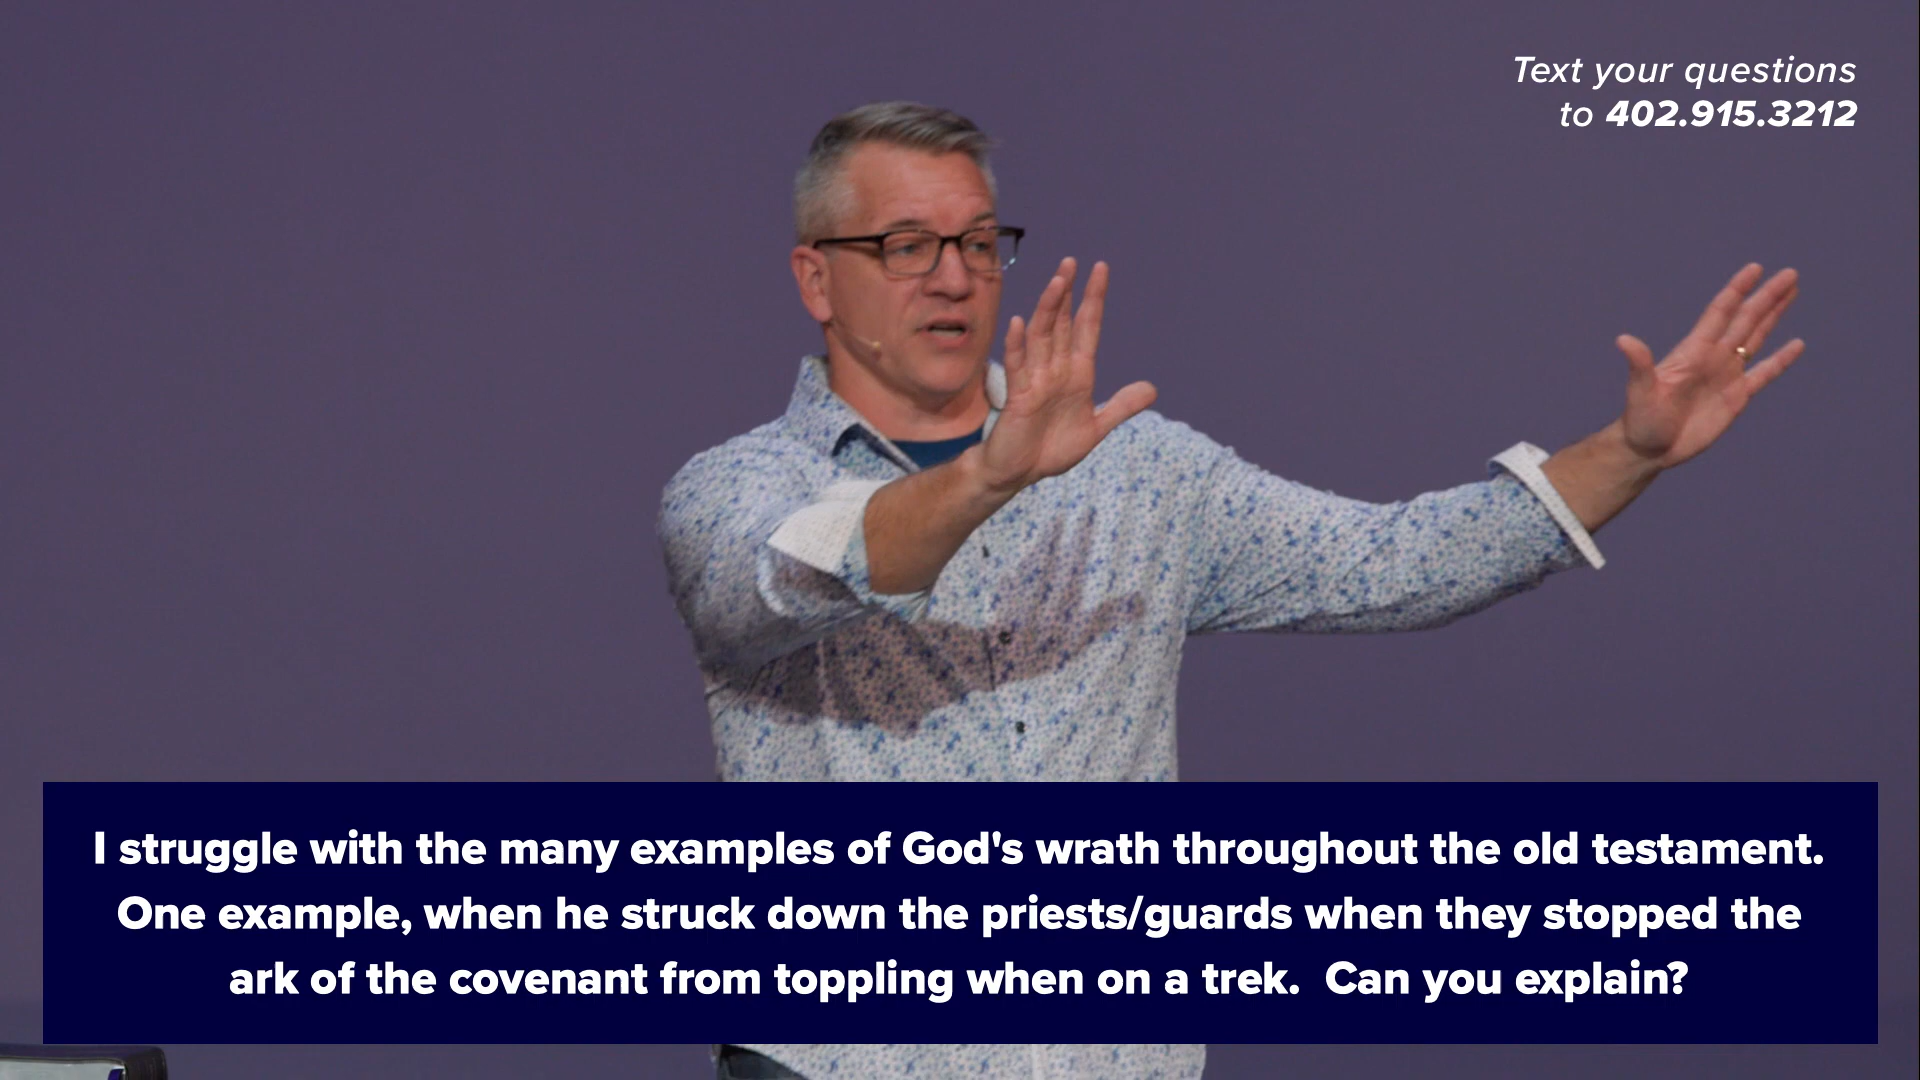 Text your questions
to 402.915.3212
I struggle with the many examples of God's wrath throughout the old testament.
One example, when he struck down the priests/guards when they stopped the
ark of the covenant from toppling when on a trek.  Can you explain?